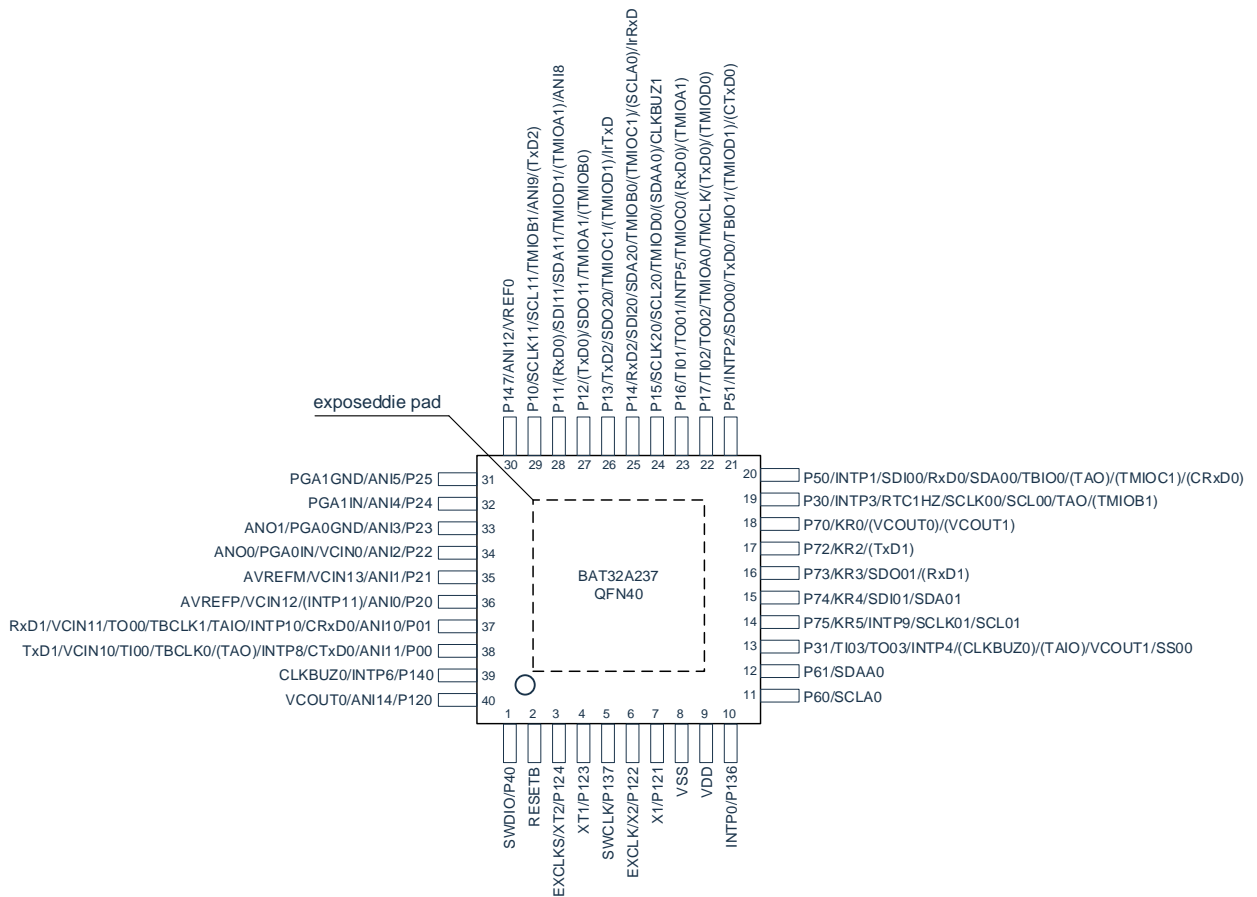 P147/ANI12/VREF0
P10/SCLK11/SCL11/TMIOB1/ANI9/(TxD2)
P11/(RxD0)/SDI11/SDA11/TMIOD1/(TMIOA1)/ANI8
P12/(TxD0)/SDO11/TMIOA1/(TMIOB0)
P13/TxD2/SDO20/TMIOC1/(TMIOD1)/IrTxD
P14/RxD2/SDI20/SDA20/TMIOB0/(TMIOC1)/(SCLA0)/IrRxD
P15/SCLK20/SCL20/TMIOD0/(SDAA0)/CLKBUZ1
P16/TI01/TO01/INTP5/TMIOC0/(RxD0)/(TMIOA1)
P17/TI02/TO02/TMIOA0/TMCLK/(TxD0)/(TMIOD0)
P51/INTP2/SDO00/TxD0/TBIO1/(TMIOD1)/(CTxD0)
exposeddie pad
30 29 28 27 26 25 24 23 22 21
PGA1GND/ANI5/P25 31
PGA1IN/ANI4/P24 32
ANO1/PGA0GND/ANI3/P23 33
ANO0/PGA0IN/VCIN0/ANI2/P22 34
AVREFM/VCIN13/ANI1/P21 35
AVREFP/VCIN12/(INTP11)/ANI0/P20 36
RxD1/VCIN11/TO00/TBCLK1/TAIO/INTP10/CRxD0/ANI10/P01 37
TxD1/VCIN10/TI00/TBCLK0/(TAO)/INTP8/CTxD0/ANI11/P00 38
CLKBUZ0/INTP6/P140 39
VCOUT0/ANI14/P120 40
BAT32A237
QFN40
20 P50/INTP1/SDI00/RxD0/SDA00/TBIO0/(TAO)/(TMIOC1)/(CRxD0)
19 P30/INTP3/RTC1HZ/SCLK00/SCL00/TAO/(TMIOB1)
18 P70/KR0/(VCOUT0)/(VCOUT1)
17 P72/KR2/(TxD1)
16 P73/KR3/SDO01/(RxD1)
15 P74/KR4/SDI01/SDA01
14 P75/KR5/INTP9/SCLK01/SCL01
13 P31/TI03/TO03/INTP4/(CLKBUZ0)/(TAIO)/VCOUT1/SS00
12 P61/SDAA0
11 P60/SCLA0
1 2 3 4 5 6 7 8 9 10
SWDIO/P40
RESETB
EXCLKS/XT2/P124
XT1/P123
SWCLK/P137
EXCLK/X2/P122
X1/P121
VSS
VDD
INTP0/P136